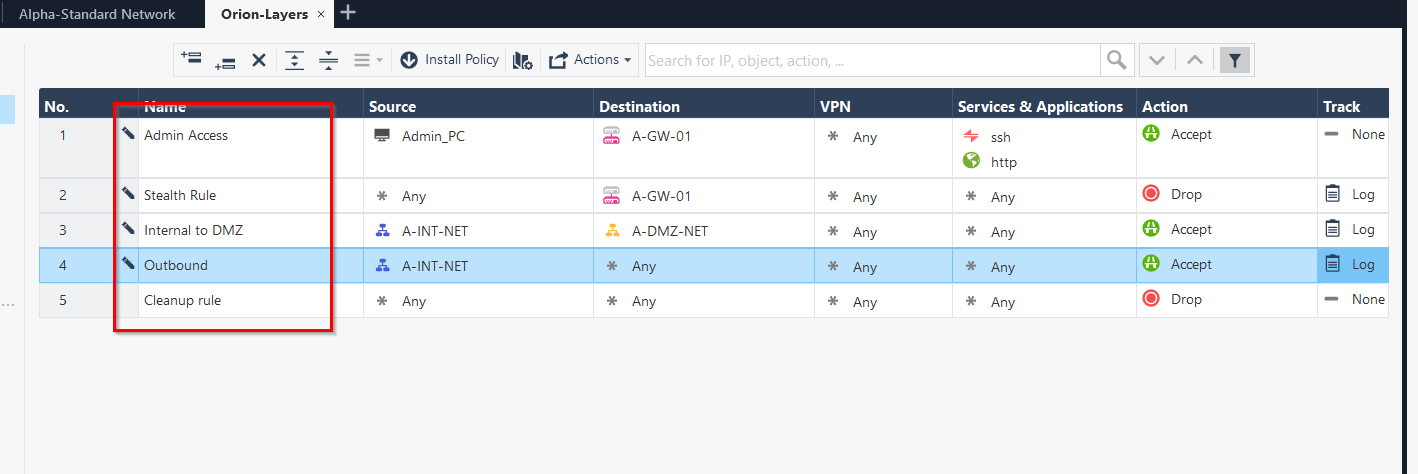 Alpha-Standard Network Orion-Layers × +
Install Policy Actions Search for IP, object, action, ...
No. Name Source Destination VPN Services & Applications Action Track
1 Admin Access Admin_PC A-GW-01 * Any ssh Accept None
http
2 Stealth Rule * Any A-GW-01 * Any * Any Drop Log
3 Internal to DMZ A-INT-NET A-DMZ-NET * Any * Any Accept Log
4 Outbound A-INT-NET * Any * Any * Any Accept Log
5 Cleanup rule * Any * Any * Any * Any Drop None